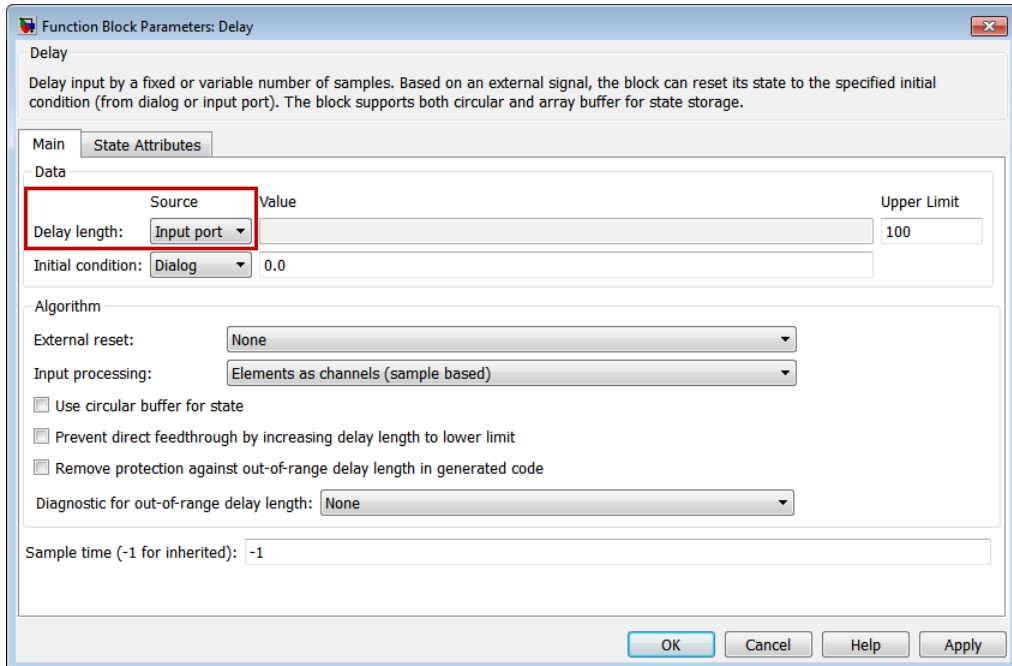 Function Block Parameters: Delay
Delay
Delay input by a fixed or variable number of samples. Based on an external signal, the block can reset its state to the specified initial
condition (from dialog or input port). The block supports both circular and array buffer for state storage.
Main State Attributes
Data
Source Value Upper Limit
Delay length: Input port 100
Initial condition: Dialog 0.0
Algorithm
External reset: None
Input processing: Elements as channels (sample based)
Use circular buffer for state
Prevent direct feedthrough by increasing delay length to lower limit
Remove protection against out-of-range delay length in generated code
Diagnostic for out-of-range delay length: None
Sample time (-1 for inherited): -1
OK Cancel Help Apply